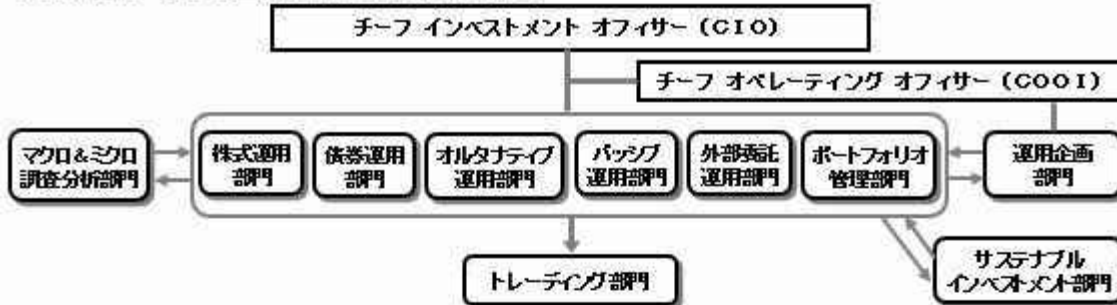 チーフ インベストメント オフィサー (CIO)
チーフ オペレーティング オフィサー (COOI)
マクロ&ミクロ
調査分析部門
株式運用
部門
債券運用
部門
オルタナティブ
運用部門
パッシブ
運用部門
外部委託
運用部門
ポートフォリオ
管理部門
運用企画
部門
トレーディング部門
サステナブル
インベストメント部門